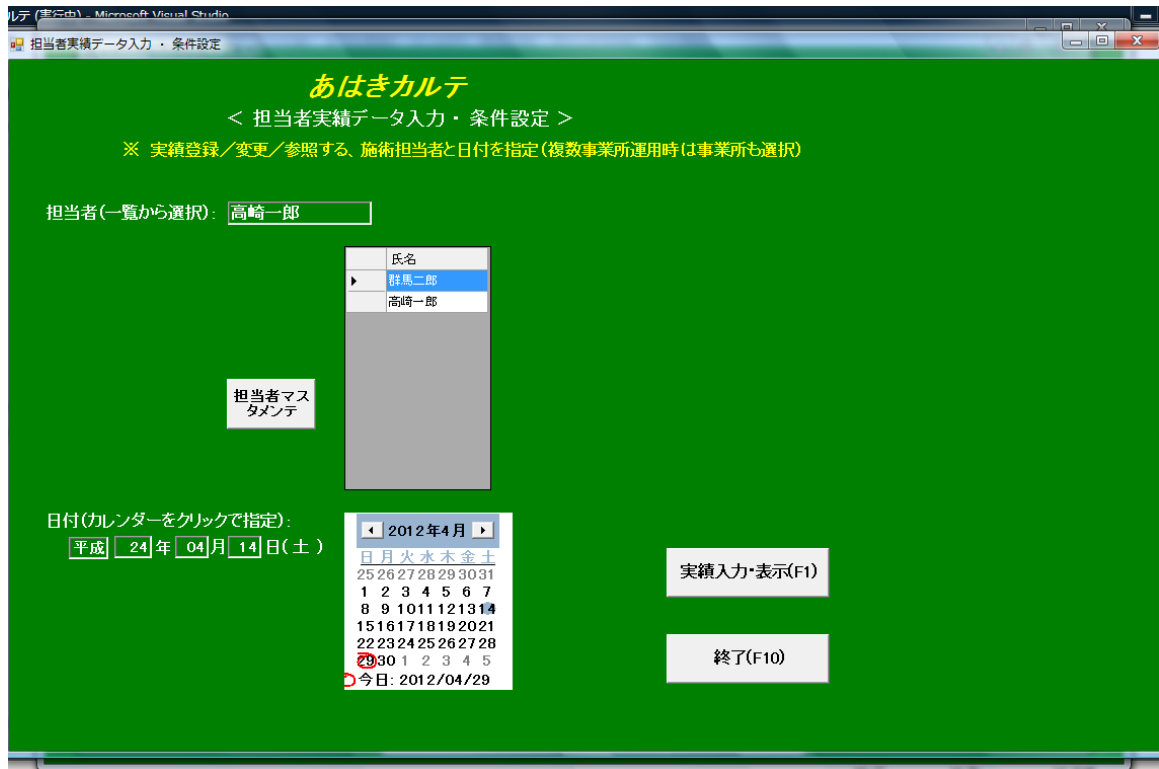 ルテ (実行中) - Microsoft Visual Studio
担当者実績データ入力 ・ 条件設定
あはきカルテ
＜ 担当者実績データ入力・ 条件設定 ＞
※ 実績登録／変更／参照する、施術担当者と日付を指定(複数事業所運用時は事業所も選択)
担当者(一覧から選択): 高崎一郎
氏名
群馬二郎
高崎一郎
担当者マス
タメンテ
日付(カレンダーをクリックで指定):
平成 24 年 04 月 14 日( 土 )
2012年4月
日 月 火 水 木 金 土
25 26 27 28 29 30 31
1 2 3 4 5 6 7
8 9 10 11 12 13 14
15 16 17 18 19 20 21
22 23 24 25 26 27 28
29 30 1 2 3 4 5
今日: 2012/04/29
実績入力・表示(F1)
終了(F10)